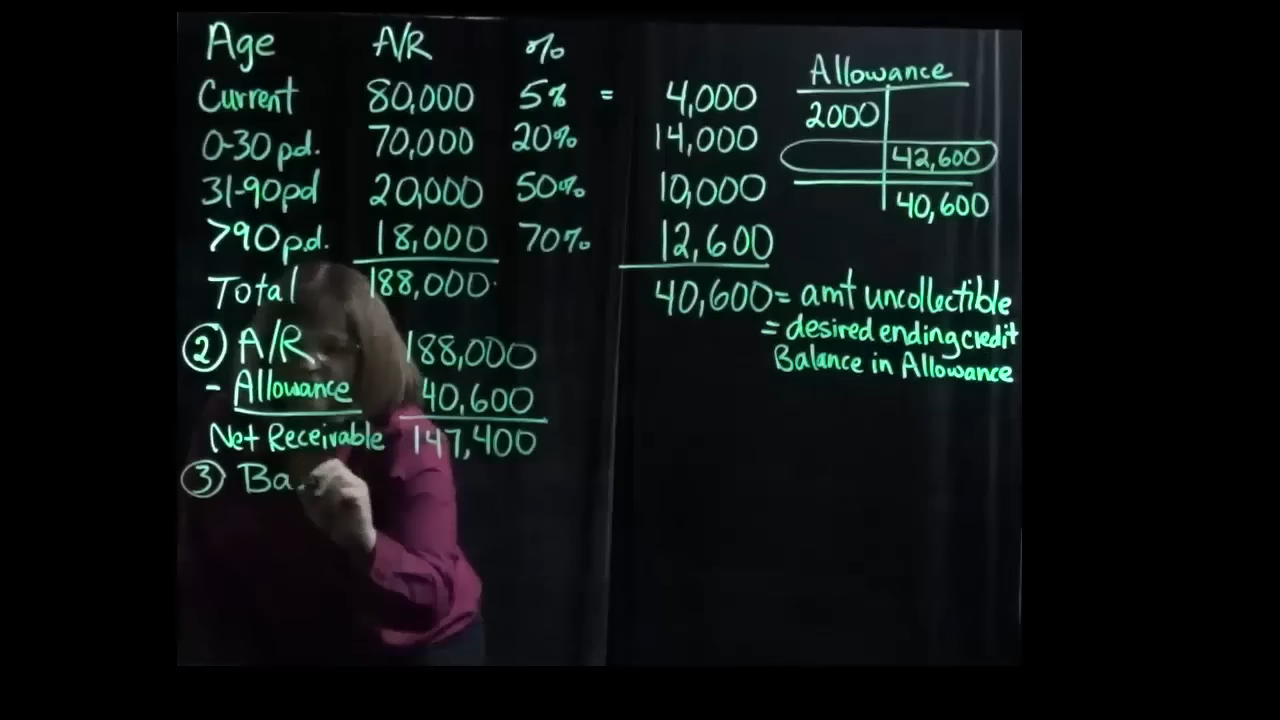 Age A/R %
Current 80,000 5% = 4,000
0-30 pd. 70,000 20% 14,000
31-90pd 20,000 50% 10,000
>90 p.d. 18,000 70% 12,600
Total 188,000 40,600 = amt uncollectible
= desired ending credit
Balance in Allowance
② A/R 188,000
- Allowance 40,600
Net Receivable 147,400
③ Ba
Allowance
2000
42,600
40,600